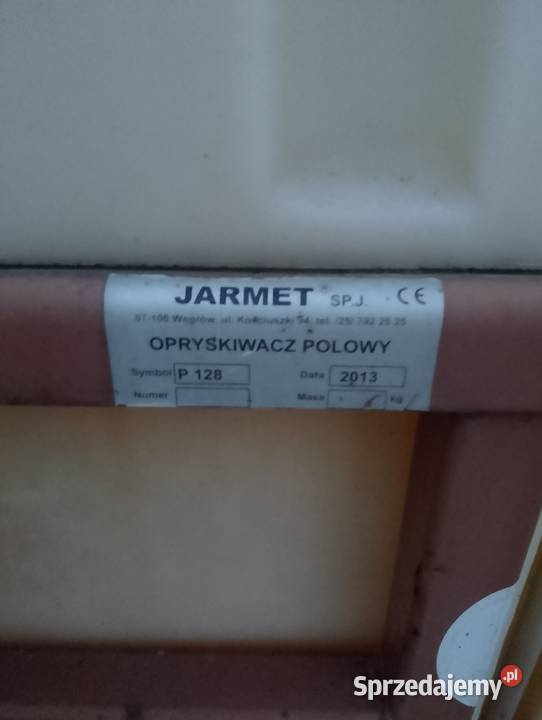 JARMET SP.J. CE
07-100 Węgrów, ul. Kościuszki 94, tel. /25/ 792 25 25
OPRYSKIWACZ POLOWY
Symbol P 128 Data 2013
Numer Masa kg
Sprzedajemy.pl